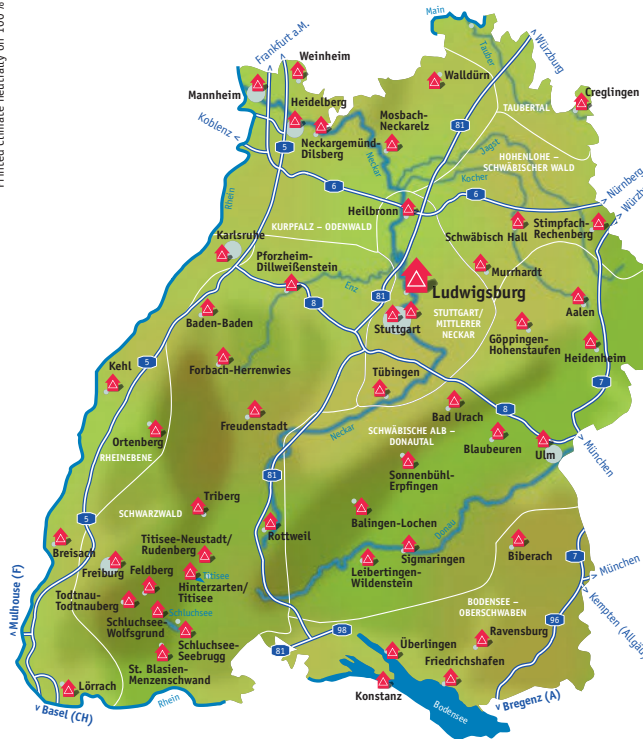 Printed climate neutrally on 100 %
Main
Frankfurt a.M.
Weinheim
Tauber
Würzburg
Walldürn
Mannheim
Creglingen
Heidelberg
TAUBERTAL
Mosbach-
Neckarelz
Koblenz
Neckargemünd-
Dilsberg
81
5
Jagst
HOHENLOHE –
SCHWÄBISCHER WALD
Neckar
Kocher
6
6
Nürnberg
Rhein
Heilbronn
KURPFALZ – ODENWALD
Schwäbisch Hall
Stimpfach-
Rechenberg
Karlsruhe
Pforzheim-
Dillweißenstein
Murrhardt
Enz
81
Ludwigsburg
8
Baden-Baden
Stuttgart
STUTTGART/
MITTLERER
NECKAR
Aalen
Göppingen-
Hohenstaufen
Heidenheim
5
Kehl
Forbach-Herrenwies
Tübingen
7
Freudenstadt
Bad Urach
8
Ortenberg
RHEINEBENE
Neckar
SCHWÄBISCHE ALB –
DONAUTAL
Blaubeuren
Ulm
München
Sonnenbühl-
Erpfingen
81
Triberg
SCHWARZWALD
5
Rottweil
Balingen-Lochen
Donau
Breisach
Titisee-Neustadt/
Rudenberg
Sigmaringen
Biberach
7
Freiburg
Feldberg
Titisee
Hinterzarten/
Titisee
Leibertingen-
Wildenstein
München
Mulhouse (F)
Todtnau-
Todtnauberg
Schluchsee
Schluchsee-
Wolfsgrund
BODENSEE –
OBERSCHWABEN
96
Kempten (Allgäu)
98
81
Schluchsee-
Seebrugg
Überlingen
Ravensburg
St. Blasien-
Menzenschwand
Friedrichshafen
Lörrach
Konstanz
Rhein
Basel (CH)
Bodensee
Bregenz (A)